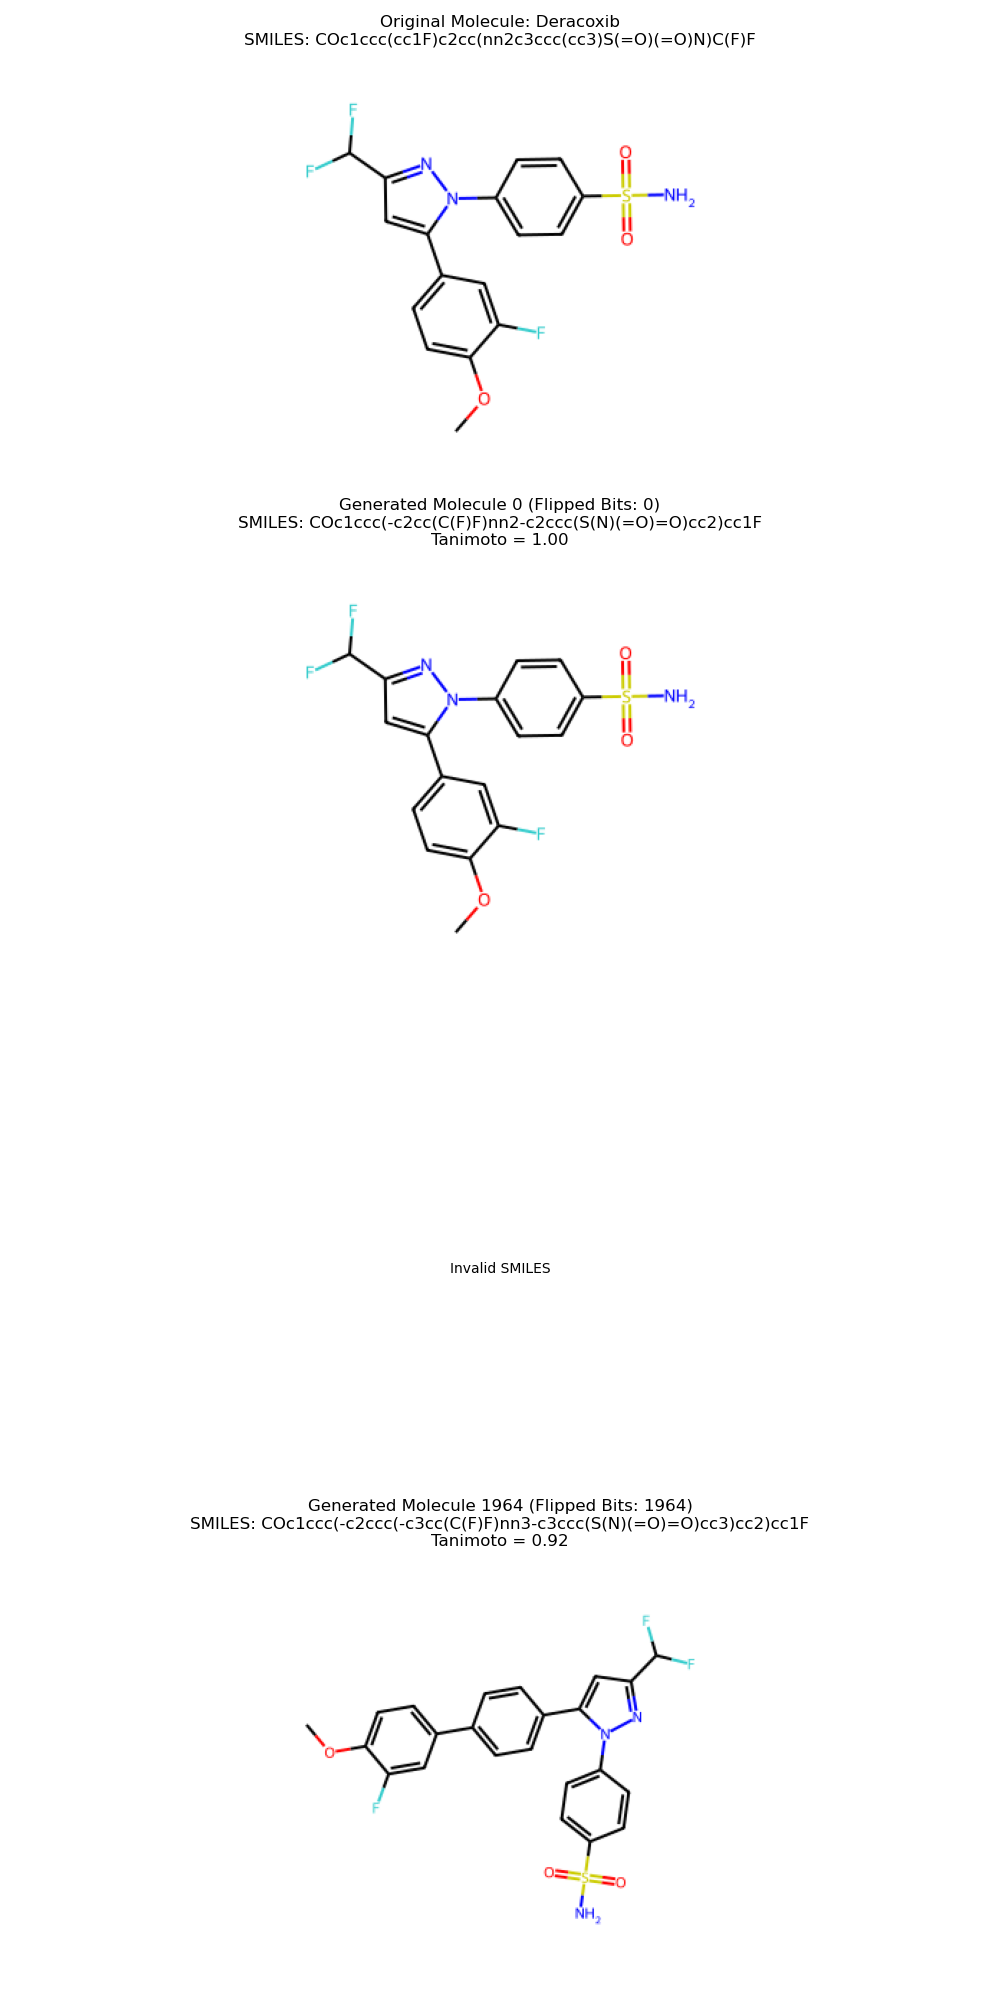 Original Molecule: Deracoxib
SMILES: COc1ccc(cc1F)c2cc(nn2c3ccc(cc3)S(=O)(=O)N)C(F)F
F
F
N
N
O
S
NH2
O
F
O
Generated Molecule 0 (Flipped Bits: 0)
SMILES: COc1ccc(-c2cc(C(F)F)nn2-c2ccc(S(N)(=O)=O)cc2)cc1F
Tanimoto = 1.00
F
F
N
N
O
S
NH2
O
F
O
Invalid SMILES
Generated Molecule 1964 (Flipped Bits: 1964)
SMILES: COc1ccc(-c2ccc(-c3cc(C(F)F)nn3-c3ccc(S(N)(=O)=O)cc3)cc2)cc1F
Tanimoto = 0.92
F
F
N
N
O
F
O
S
O
NH2